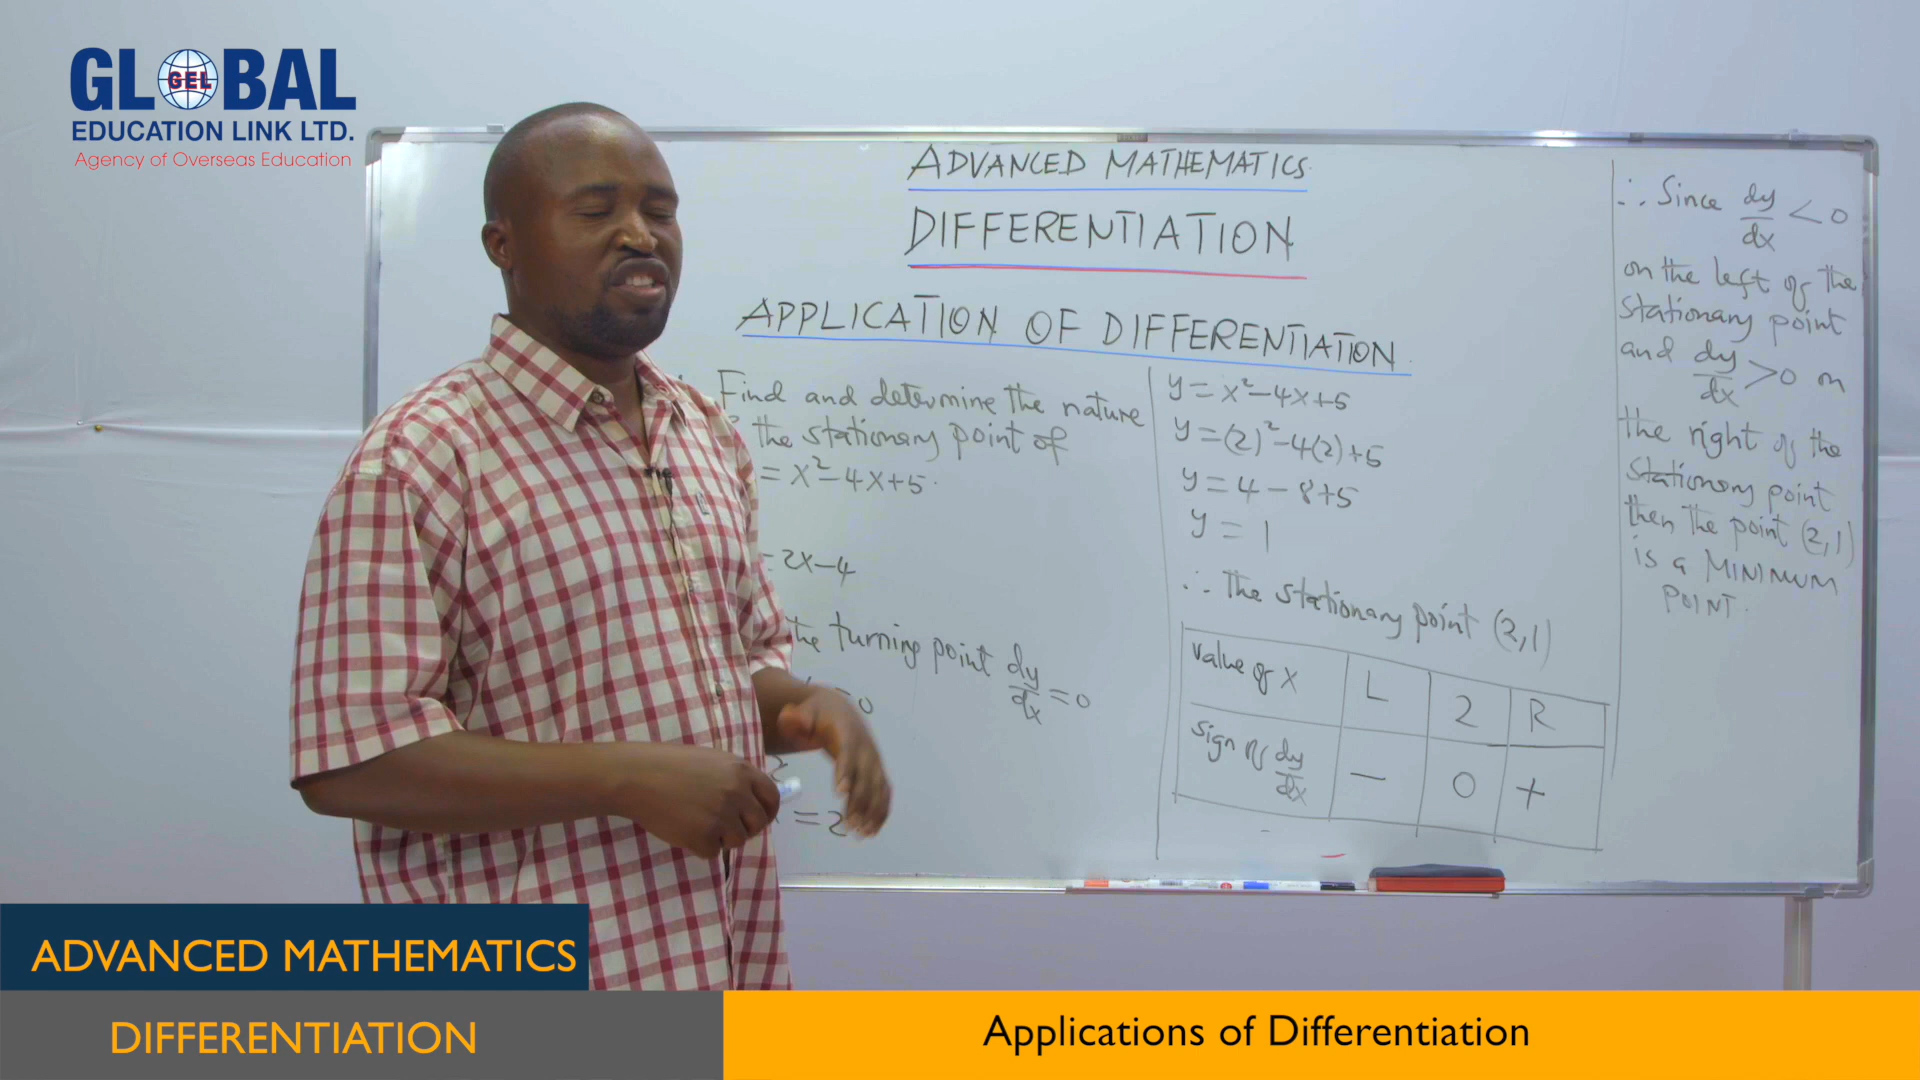 GLOBAL
GEL
EDUCATION LINK LTD.
Agency of Overseas Education
ADVANCED MATHEMATICS
DIFFERENTIATION
APPLICATION OF DIFFERENTIATION
Find and determine the nature
the stationary point of
= x²-4x+5.
= 2x-4
the turning point dy/dx = 0
= 0
2
= 2
y = x²-4x+5
y = (2)²-4(2)+5
y = 4-8+5
y = 1
∴ The stationary point (2,1)
Value of x L 2 R
Sign of dy/dx - 0 +
∴ Since dy/dx < 0
on the left of the
stationary point
and dy/dx > 0 on
the right of the
stationary point
then the point (2,1)
is a MINIMUM
POINT.
ADVANCED MATHEMATICS
DIFFERENTIATION
Applications of Differentiation